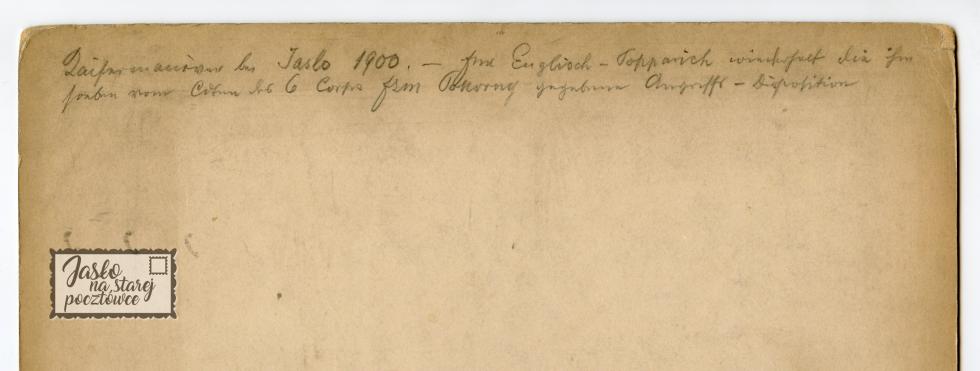 Kaisermanöver bei Jaslo 1900. — FML Englisch-Popparich wiederholt die ihm
soeben vom Cdten des 6 Corps FZM Pokorny gegebene Angriffs-Disposition
Jasło
na starej
pocztówce